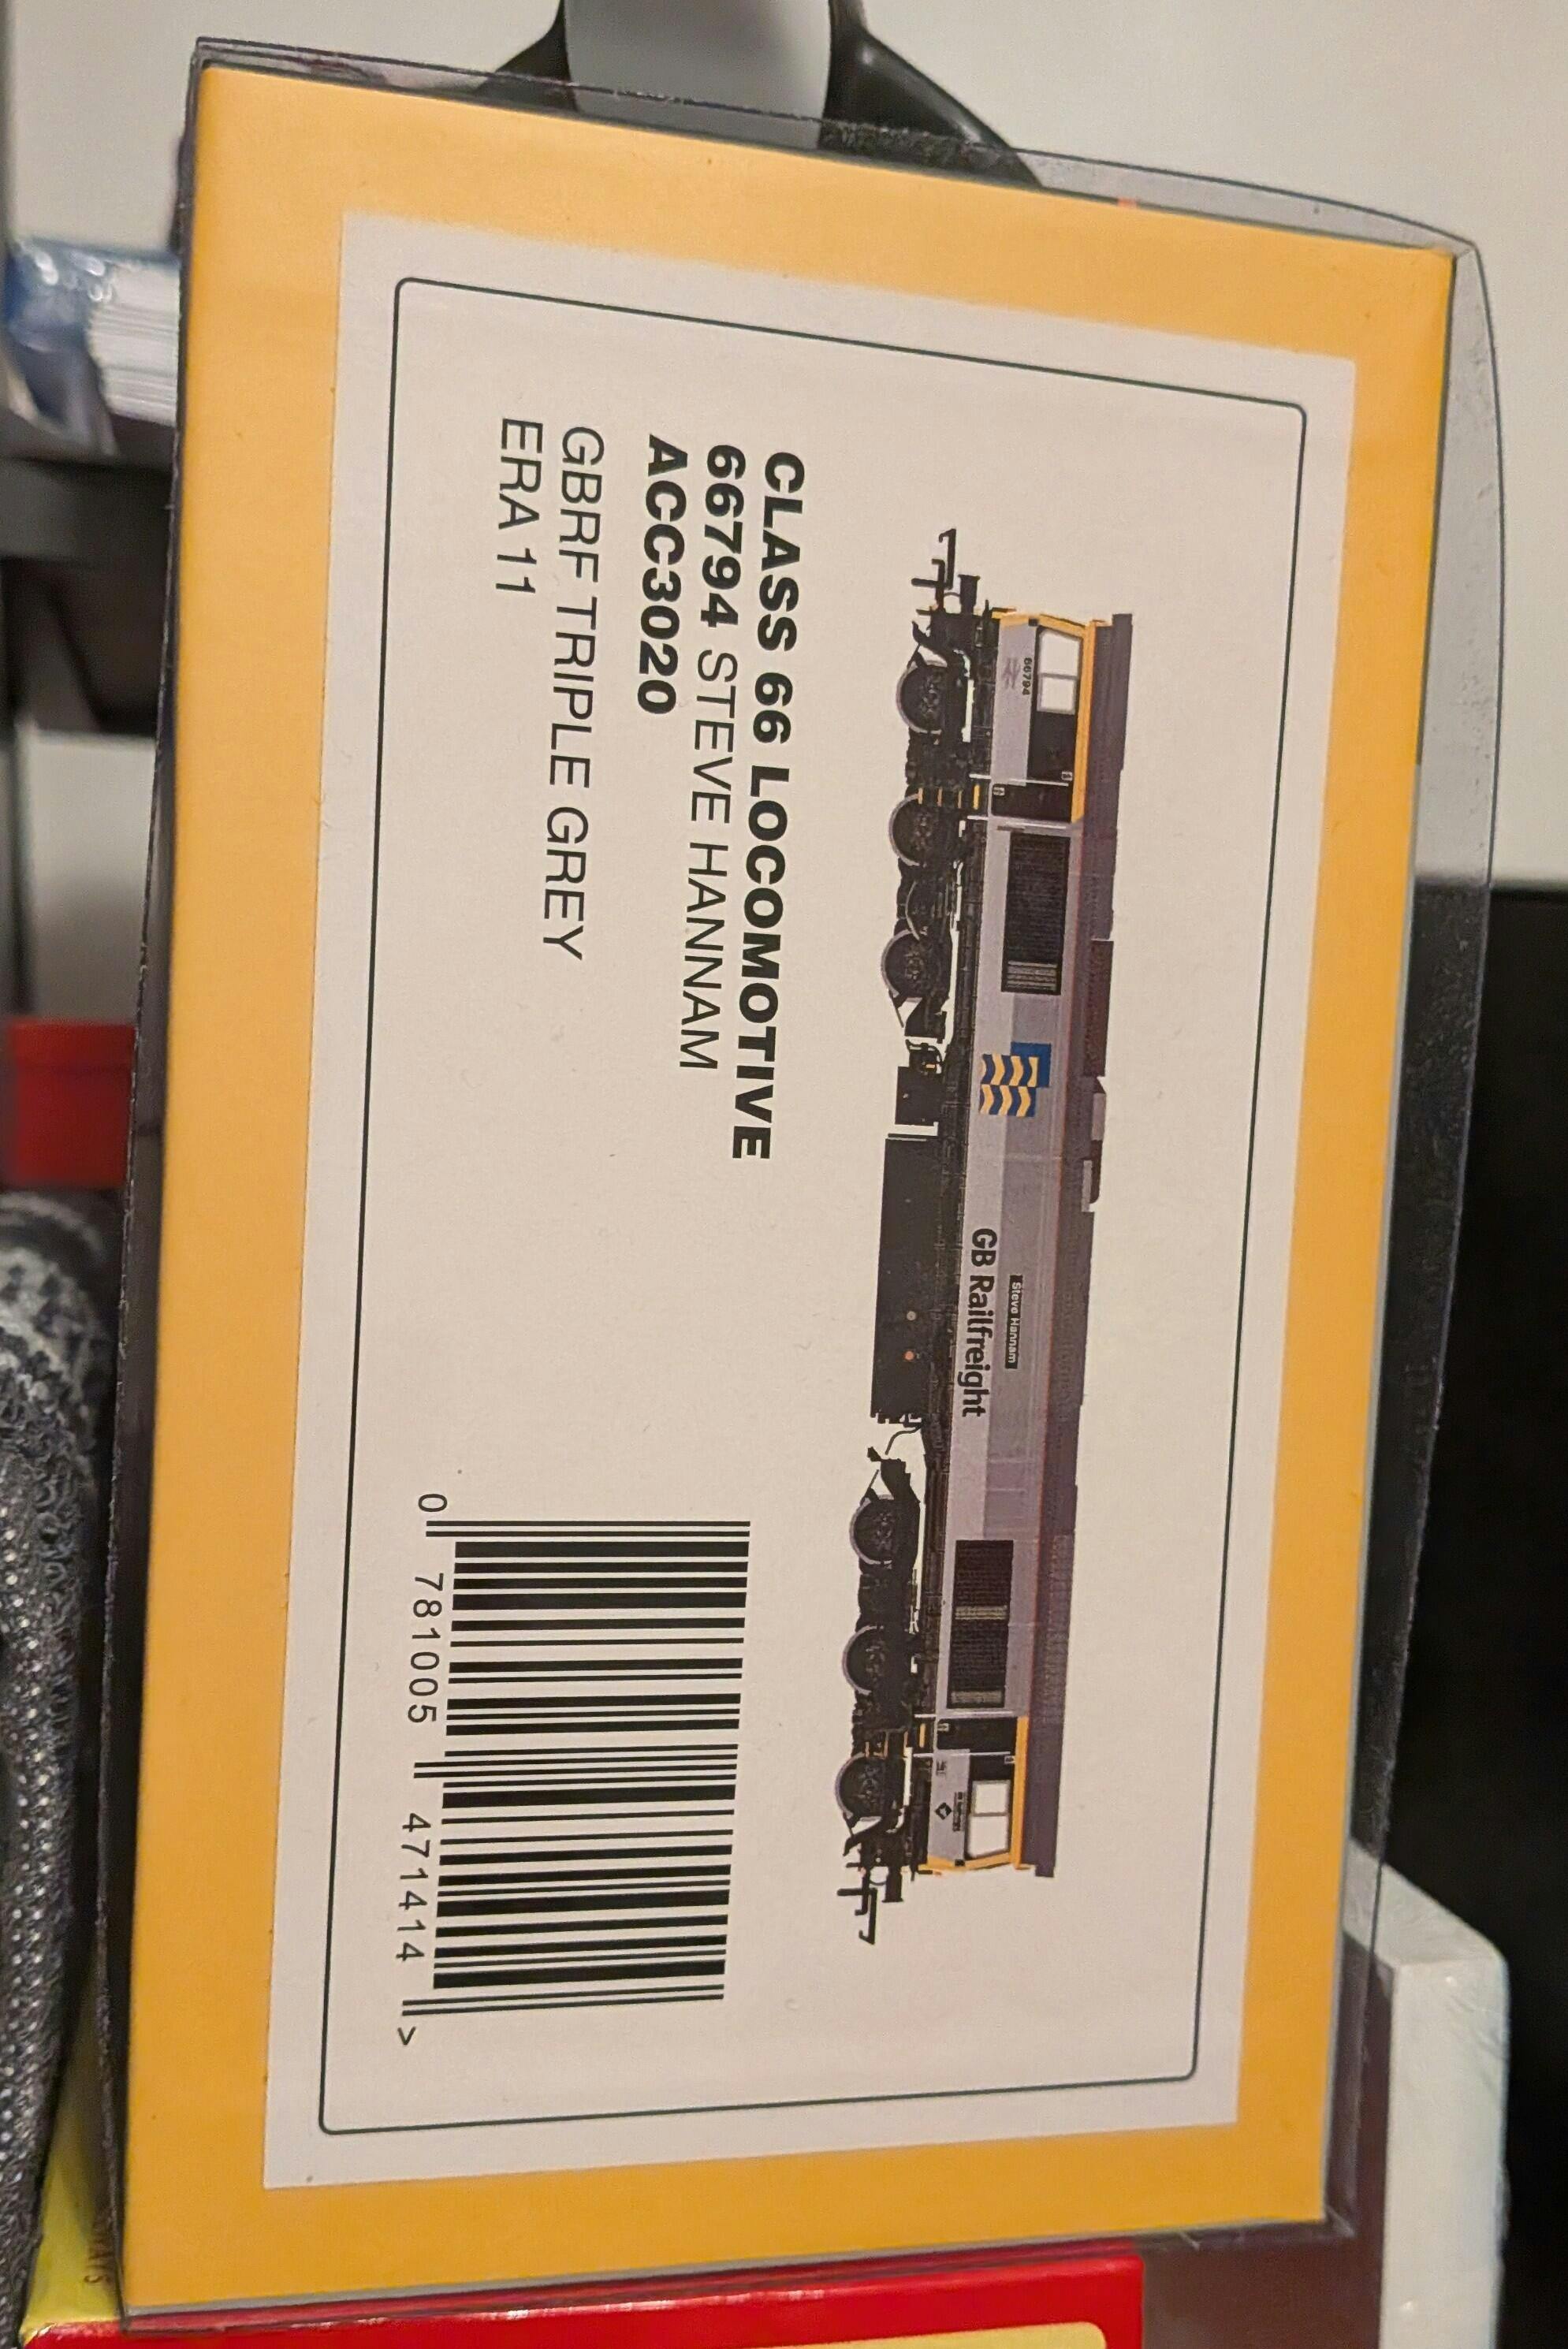 66794
Steve Hannam
GB Railfreight
CLASS 66 LOCOMOTIVE
66794 STEVE HANNAM
ACC3020
GBRF TRIPLE GREY
ERA 11
0 781005 471414 >